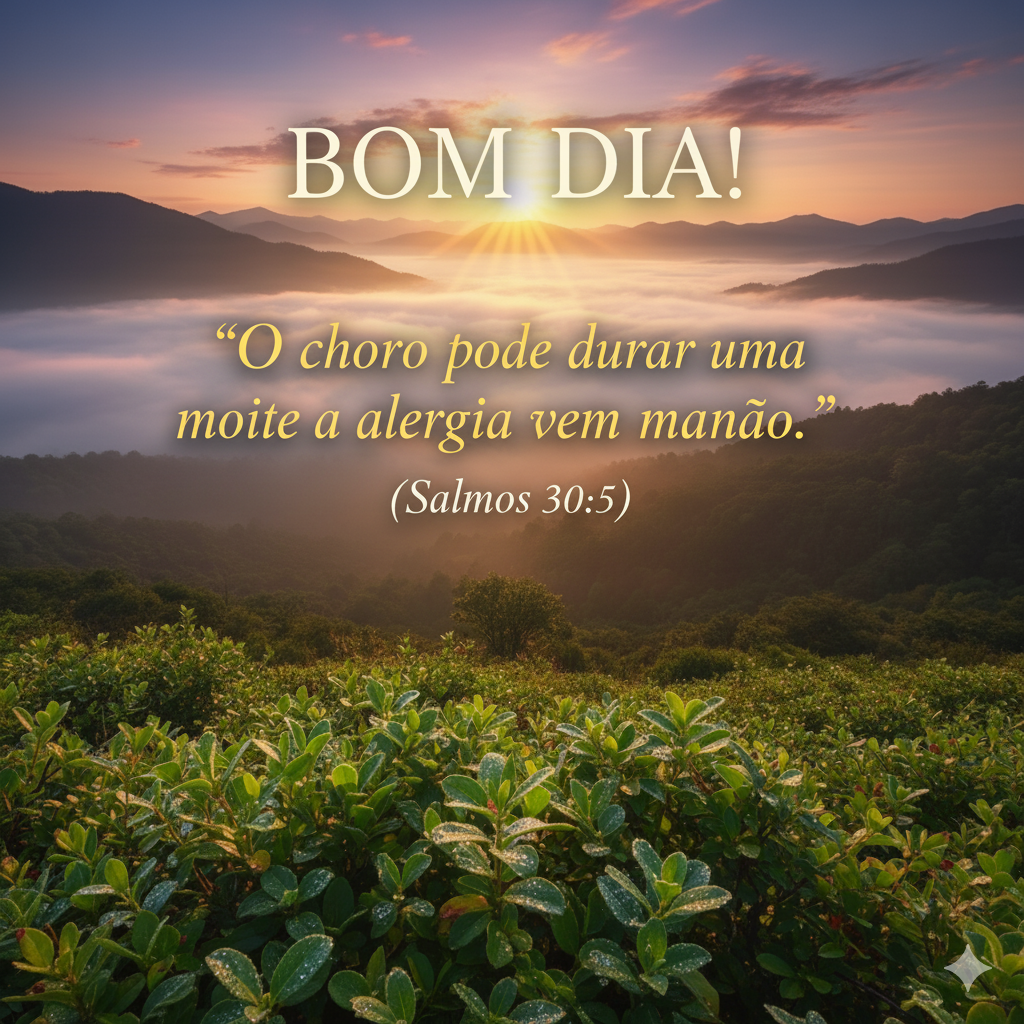 BOM DIA!
“O choro pode durar uma
moite a alergia vem manão.”
(Salmos 30:5)